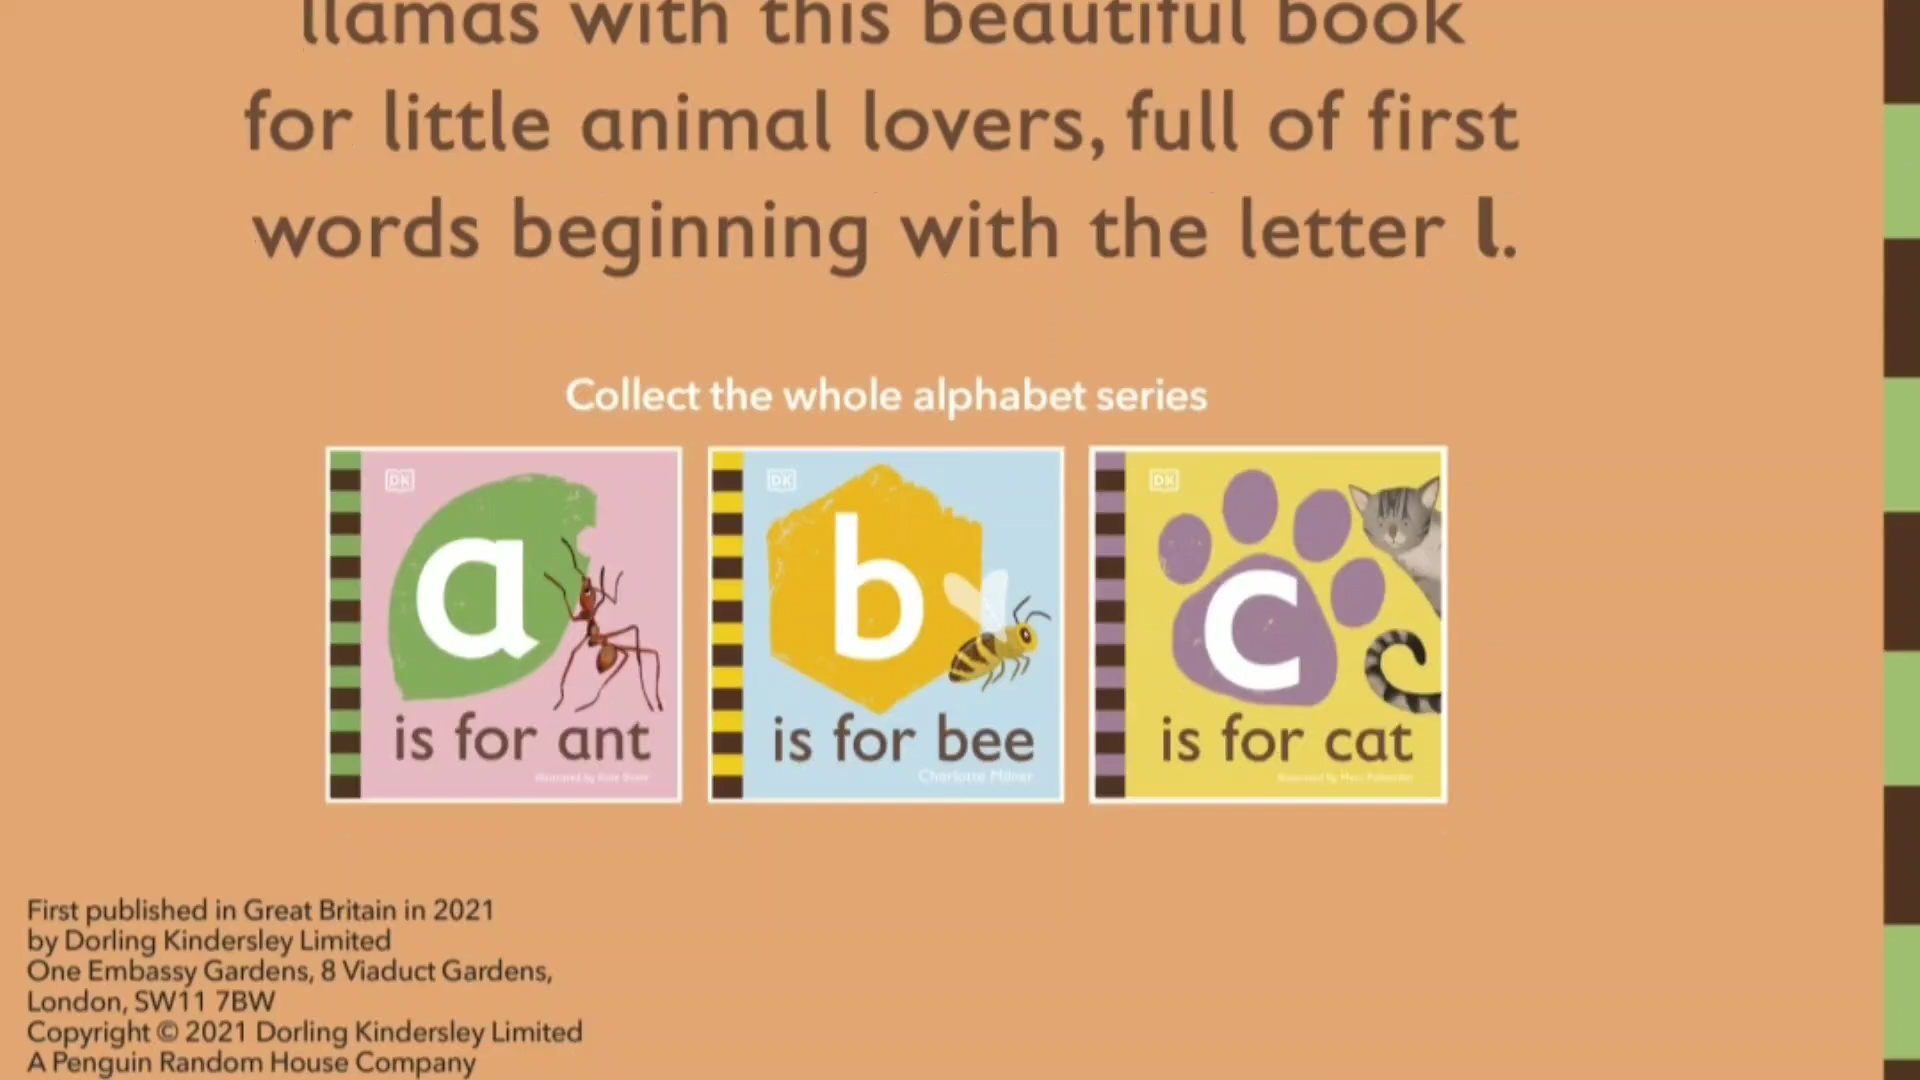 llamas with this beautiful book
for little animal lovers, full of first
words beginning with the letter l.
Collect the whole alphabet series
DK
a
is for ant
DK
b
is for bee
Charlotte Milner
DK
c
is for cat
First published in Great Britain in 2021
by Dorling Kindersley Limited
One Embassy Gardens, 8 Viaduct Gardens,
London, SW11 7BW
Copyright © 2021 Dorling Kindersley Limited
A Penguin Random House Company